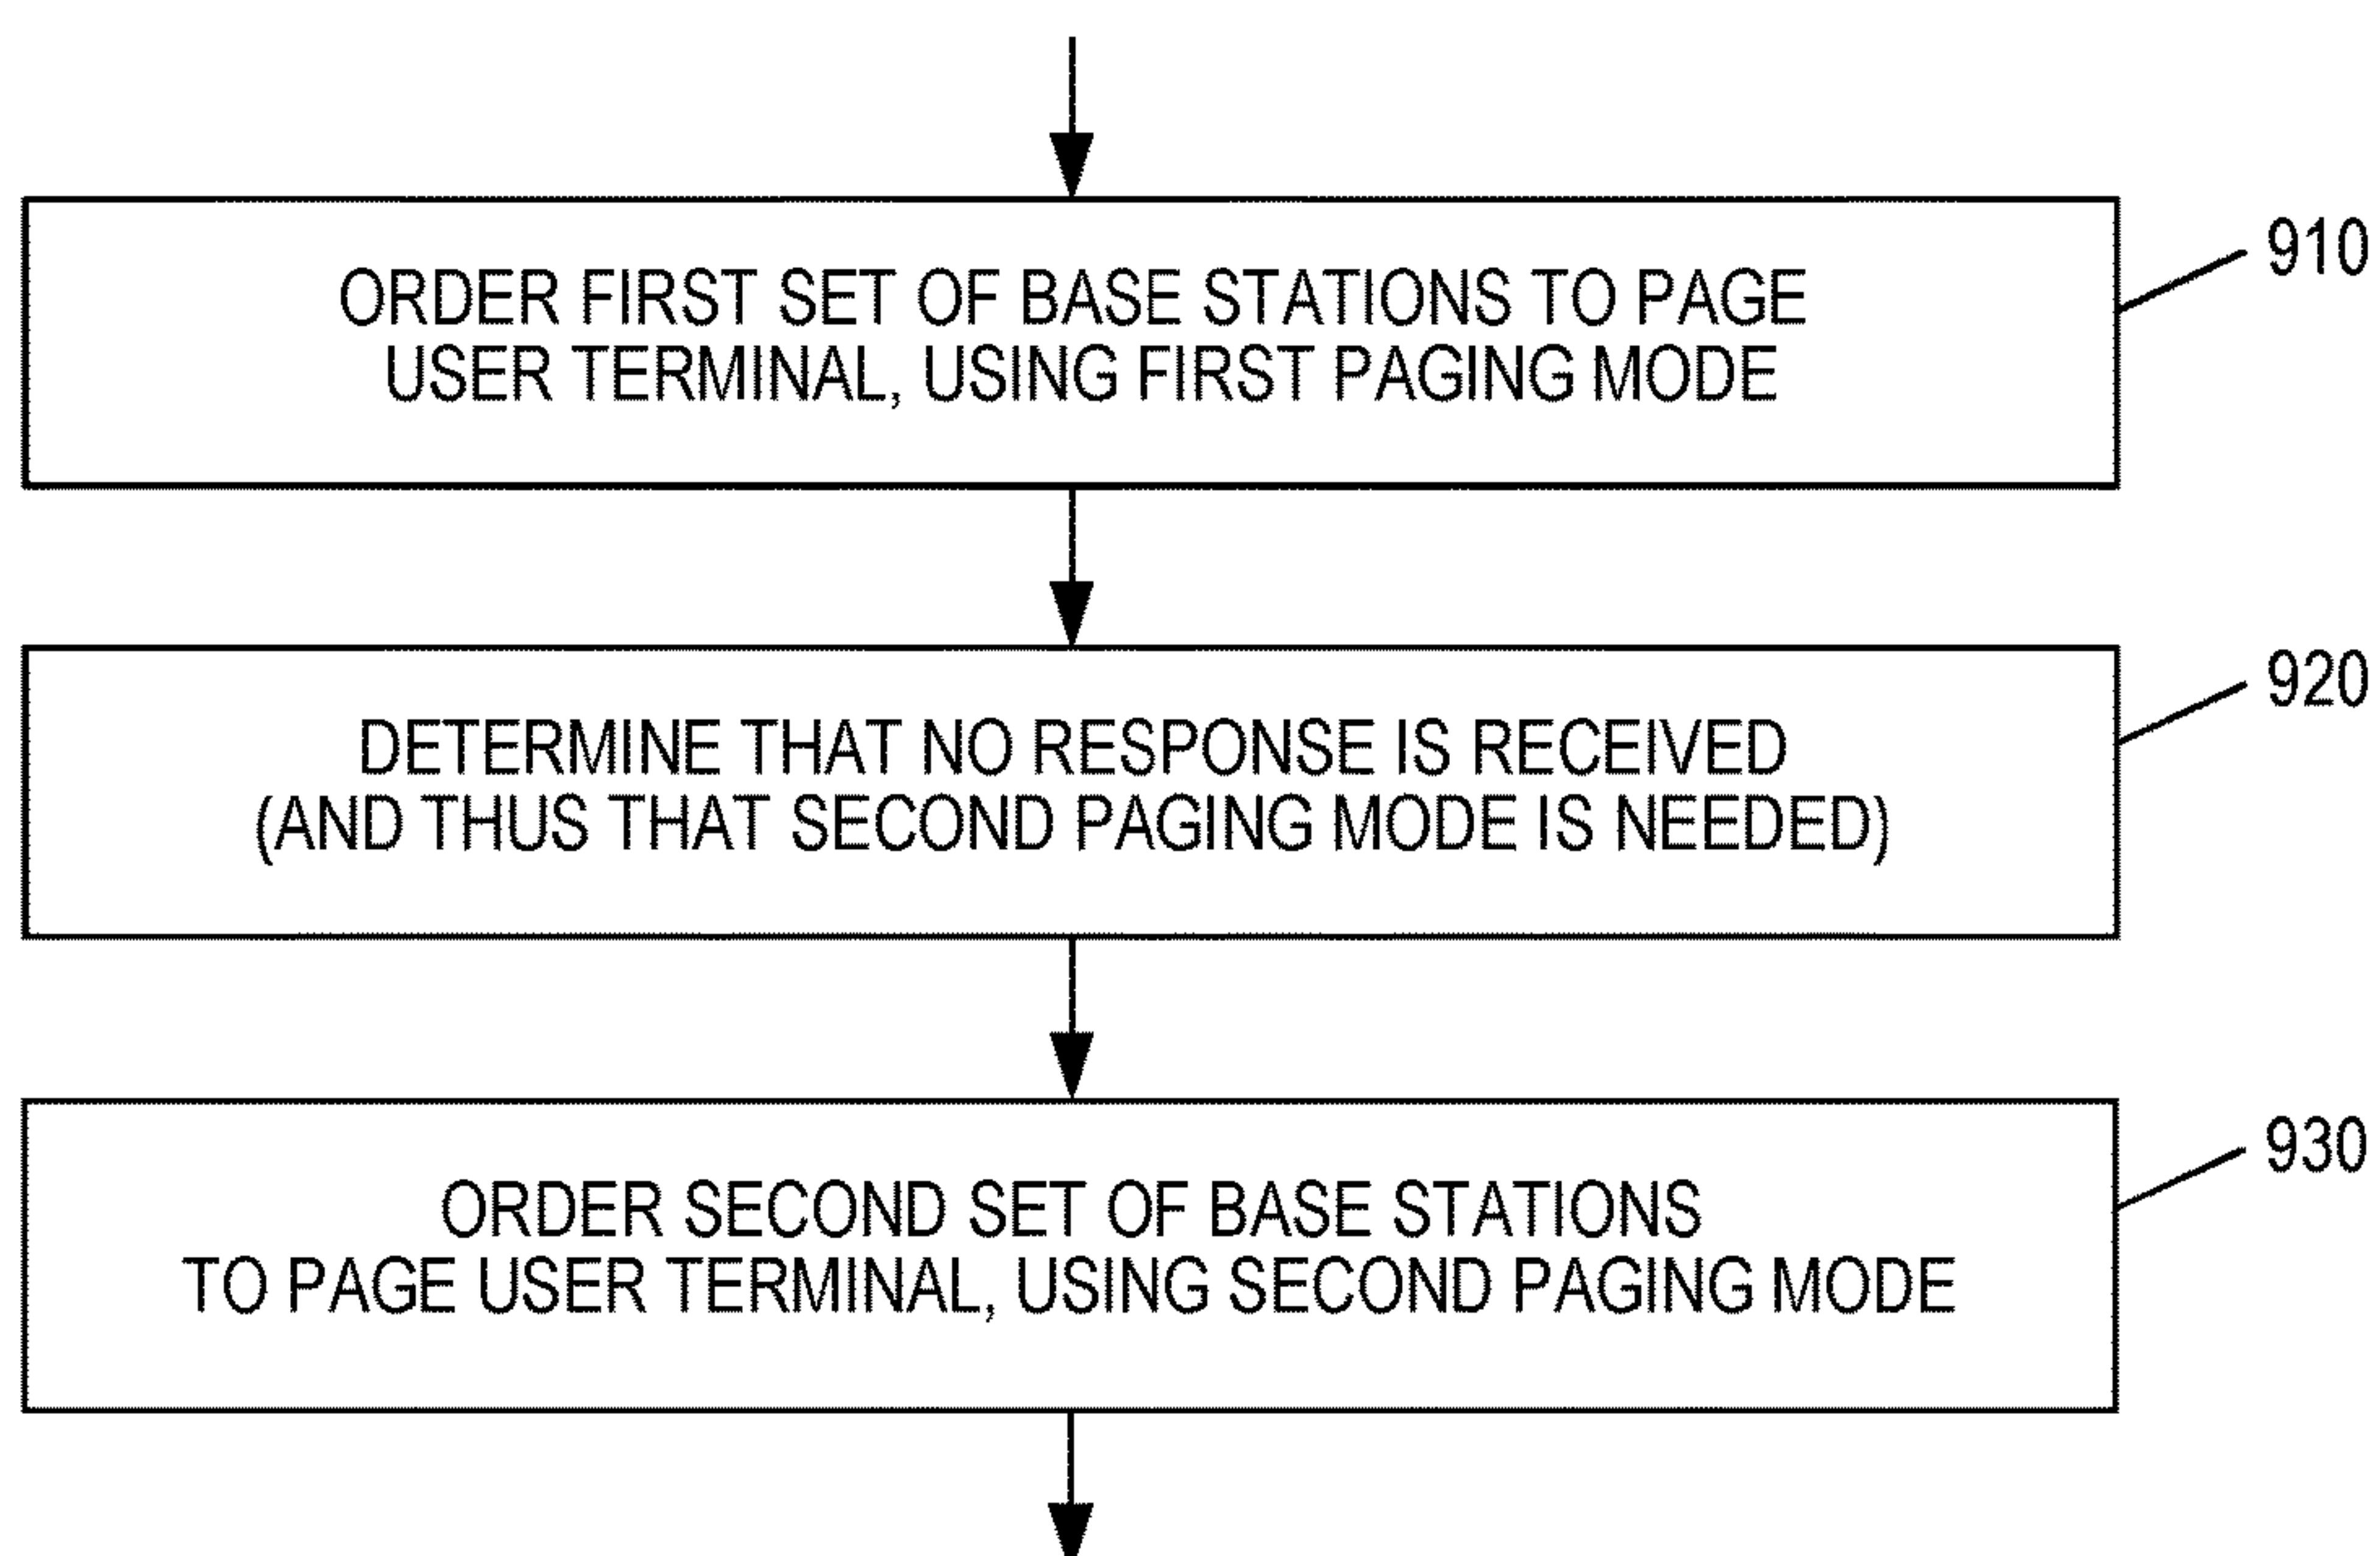 910
ORDER FIRST SET OF BASE STATIONS TO PAGE
USER TERMINAL, USING FIRST PAGING MODE
920
DETERMINE THAT NO RESPONSE IS RECEIVED
(AND THUS THAT SECOND PAGING MODE IS NEEDED)
930
ORDER SECOND SET OF BASE STATIONS
TO PAGE USER TERMINAL, USING SECOND PAGING MODE